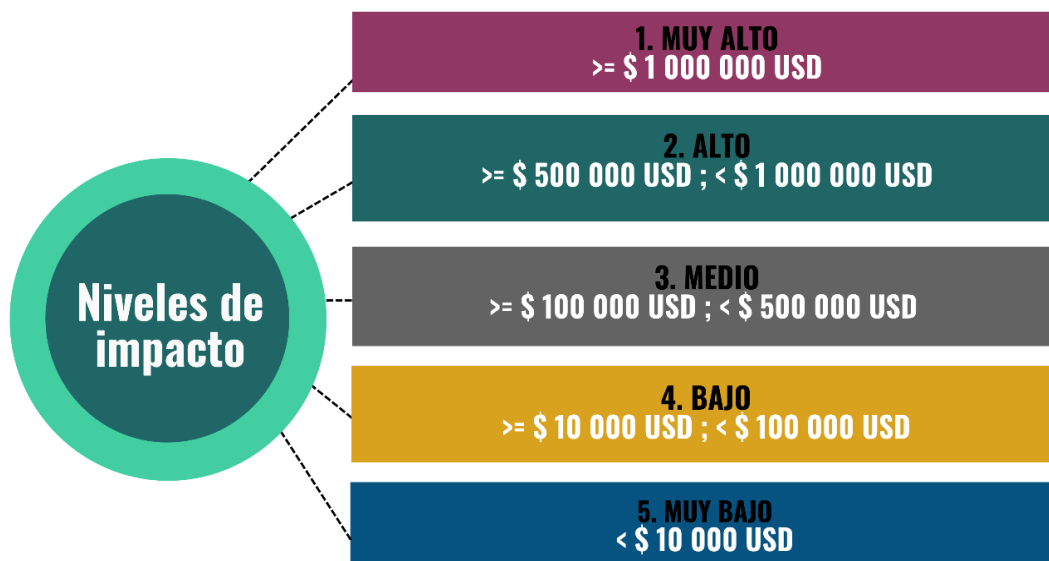 1. MUY ALTO
>= $ 1 000 000 USD
2. ALTO
>= $ 500 000 USD ; < $ 1 000 000 USD
Niveles de
impacto
3. MEDIO
>= $ 100 000 USD ; < $ 500 000 USD
4. BAJO
>= $ 10 000 USD ; < $ 100 000 USD
5. MUY BAJO
< $ 10 000 USD